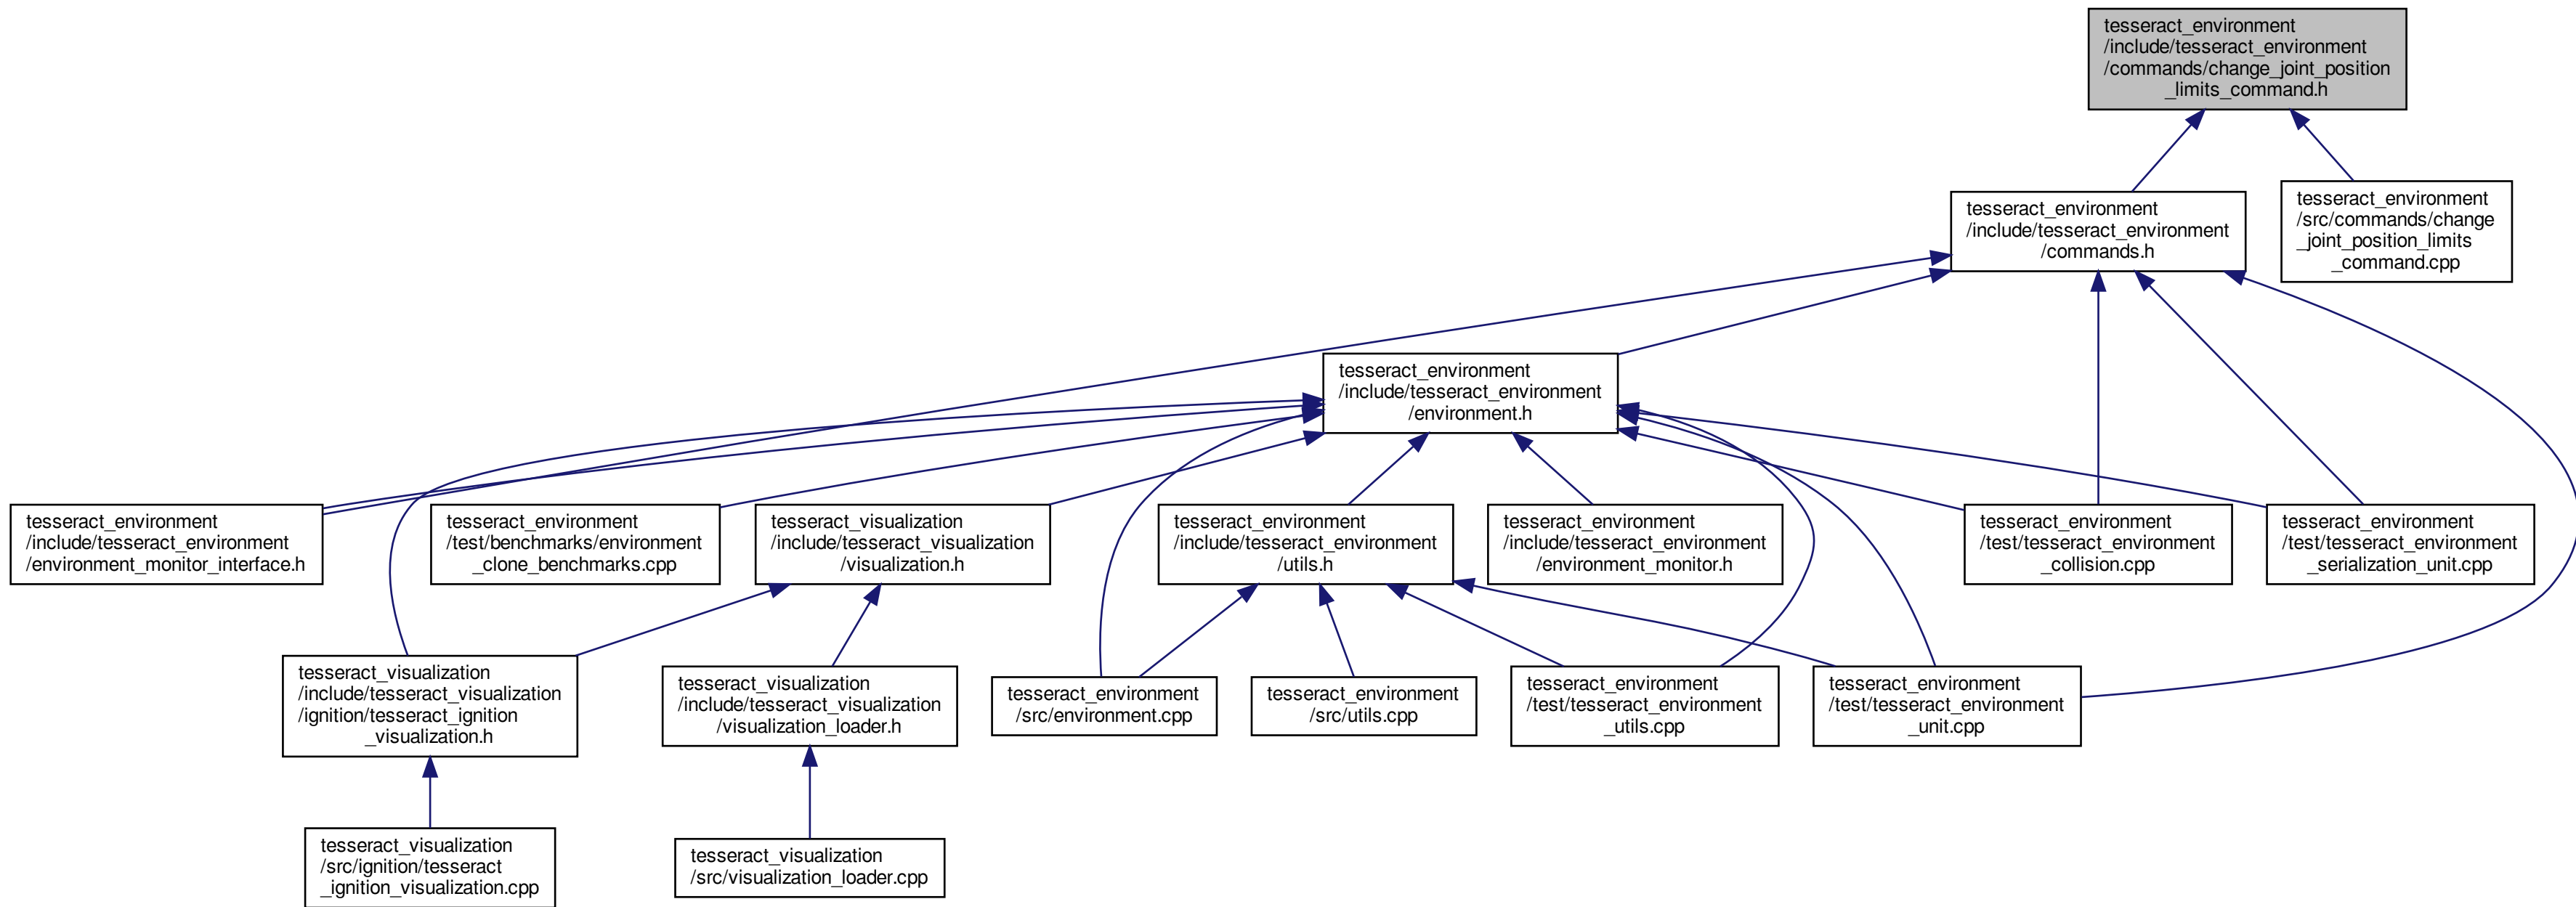 tesseract_environment
/include/tesseract_environment
/commands/change_joint_position
_limits_command.h
tesseract_environment
/include/tesseract_environment
/commands.h
tesseract_environment
/src/commands/change
_joint_position_limits
_command.cpp
tesseract_environment
/include/tesseract_environment
/environment.h
tesseract_environment
/include/tesseract_environment
/environment_monitor_interface.h
tesseract_environment
/test/benchmarks/environment
_clone_benchmarks.cpp
tesseract_visualization
/include/tesseract_visualization
/visualization.h
tesseract_environment
/include/tesseract_environment
/utils.h
tesseract_environment
/include/tesseract_environment
/environment_monitor.h
tesseract_environment
/test/tesseract_environment
_collision.cpp
tesseract_environment
/test/tesseract_environment
_serialization_unit.cpp
tesseract_visualization
/include/tesseract_visualization
/ignition/tesseract_ignition
_visualization.h
tesseract_visualization
/include/tesseract_visualization
/visualization_loader.h
tesseract_environment
/src/environment.cpp
tesseract_environment
/src/utils.cpp
tesseract_environment
/test/tesseract_environment
_utils.cpp
tesseract_environment
/test/tesseract_environment
_unit.cpp
tesseract_visualization
/src/ignition/tesseract
_ignition_visualization.cpp
tesseract_visualization
/src/visualization_loader.cpp